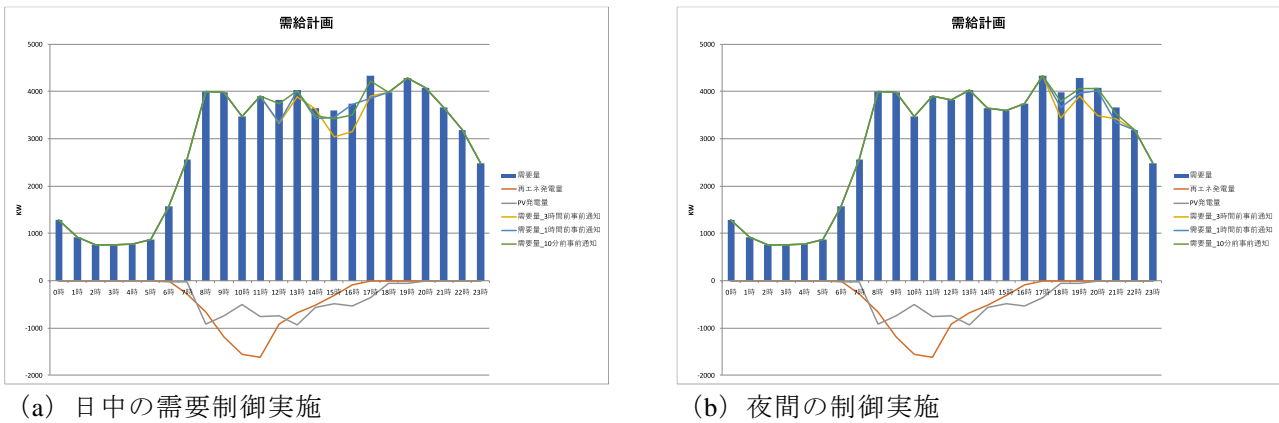 需給計画
5000
4000
3000
2000
1000
0
-1000
-2000
KW
0時 1時 2時 3時 4時 5時 6時 7時 8時 9時 10時 11時 12時 13時 14時 15時 16時 17時 18時 19時 20時 21時 22時 23時
需要量
再エネ発電量
PV発電量
需要量_3時間前事前通知
需要量_1時間前事前通知
需要量_10分前事前通知
(a) 日中の需要制御実施
需給計画
5000
4000
3000
2000
1000
0
-1000
-2000
KW
0時 1時 2時 3時 4時 5時 6時 7時 8時 9時 10時 11時 12時 13時 14時 15時 16時 17時 18時 19時 20時 21時 22時 23時
需要量
再エネ発電量
PV発電量
需要量_3時間前事前通知
需要量_1時間前事前通知
需要量_10分前事前通知
(b) 夜間の制御実施